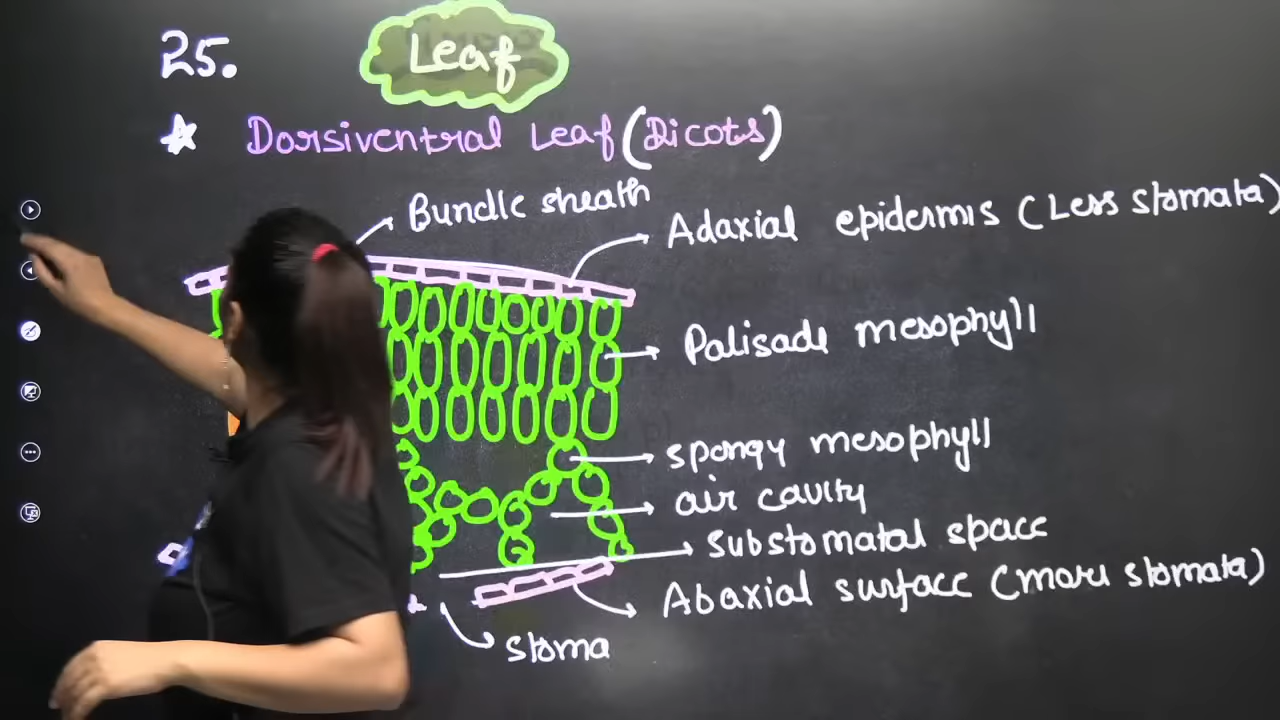 25.
Leaf
Dorsiventral Leaf (Dicots)
Bundle sheath
Adaxial epidermis (Less stomata)
Palisade mesophyll
spongy mesophyll
air cavity
substomatal space
Abaxial surface (more stomata)
stoma